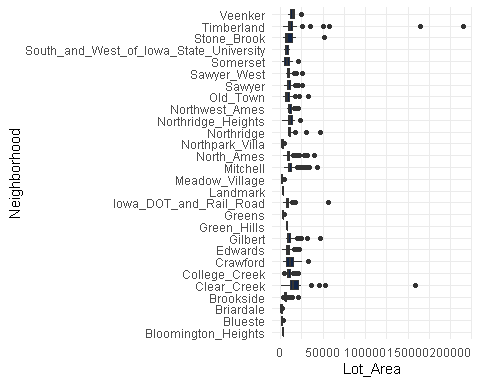 Veenker
Timberland
Stone_Brook
South_and_West_of_Iowa_State_University
Somerset
Sawyer_West
Sawyer
Old_Town
Northwest_Ames
Northridge_Heights
Northridge
Northpark_Villa
North_Ames
Mitchell
Meadow_Village
Landmark
Iowa_DOT_and_Rail_Road
Greens
Green_Hills
Gilbert
Edwards
Crawford
College_Creek
Clear_Creek
Brookside
Briardale
Blueste
Bloomington_Heights
Neighborhood
0 50000 100000 150000 200000
Lot_Area